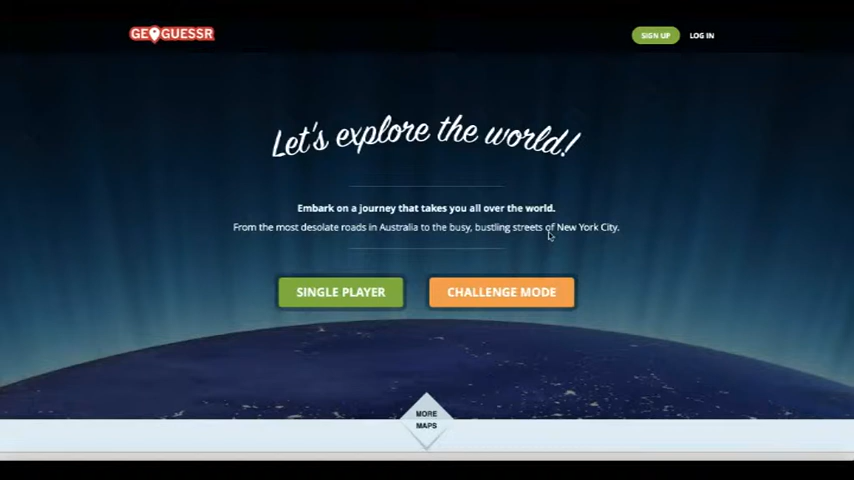 GEOGUESSR
SIGN UP
LOG IN
Let's explore the world!
Embark on a journey that takes you all over the world.
From the most desolate roads in Australia to the busy, bustling streets of New York City.
SINGLE PLAYER
CHALLENGE MODE
MORE
MAPS